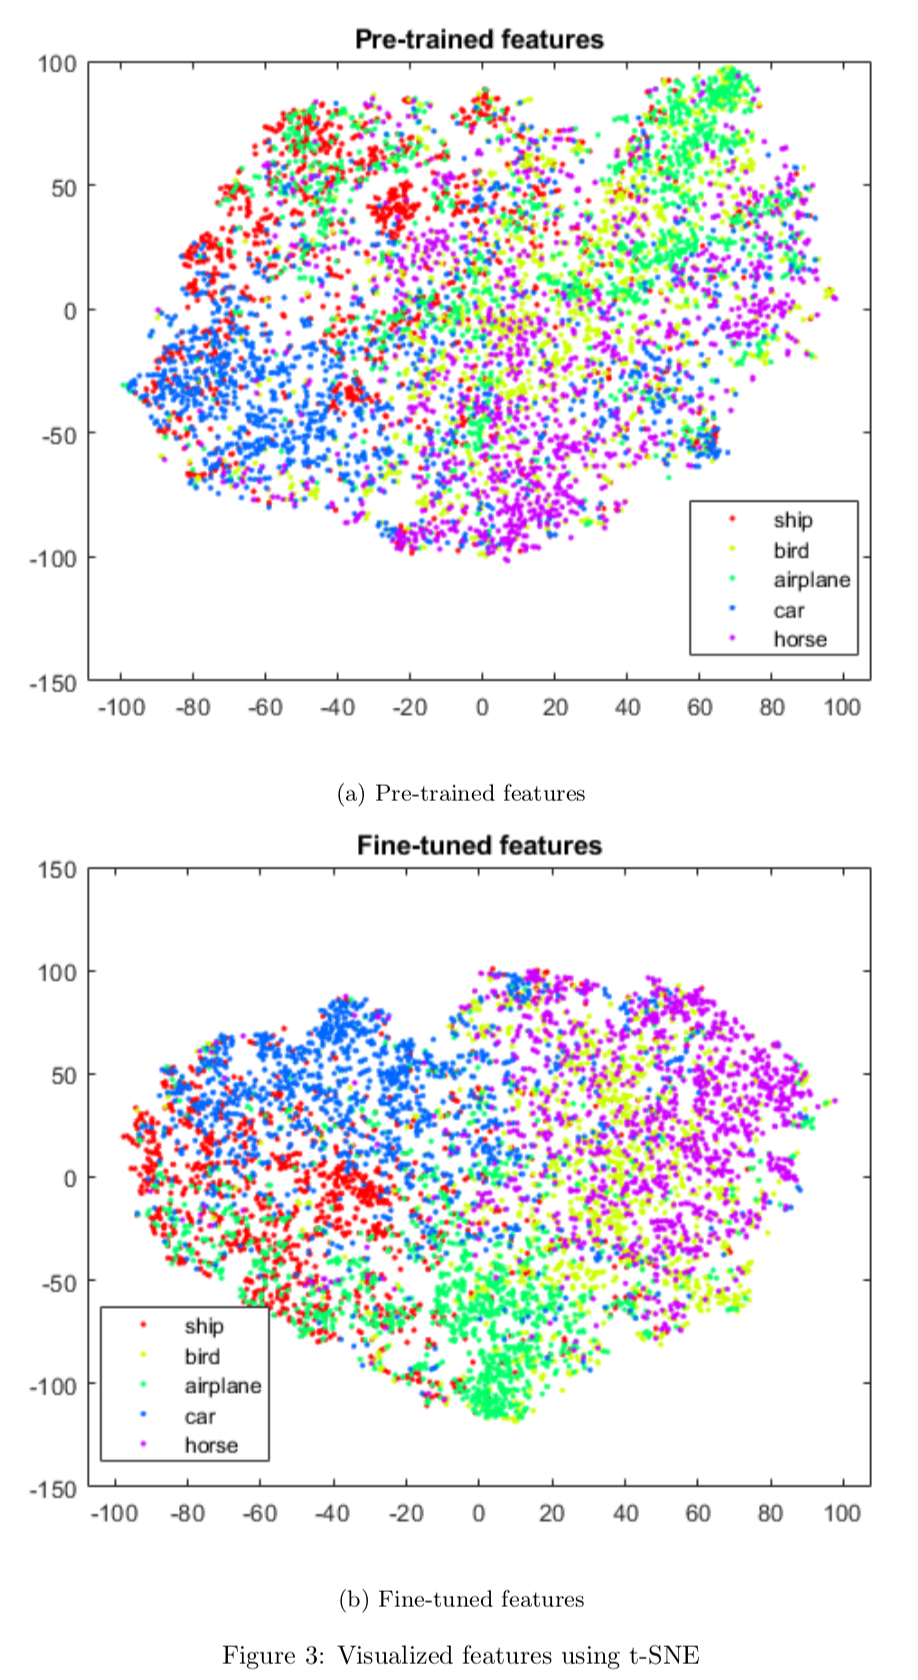 Pre-trained features
100
50
0
-50
-100
-150
-100 -80 -60 -40 -20 0 20 40 60 80 100
ship
bird
airplane
car
horse
(a) Pre-trained features
Fine-tuned features
150
100
50
0
-50
-100
-150
-100 -80 -60 -40 -20 0 20 40 60 80 100
ship
bird
airplane
car
horse
(b) Fine-tuned features
Figure 3: Visualized features using t-SNE